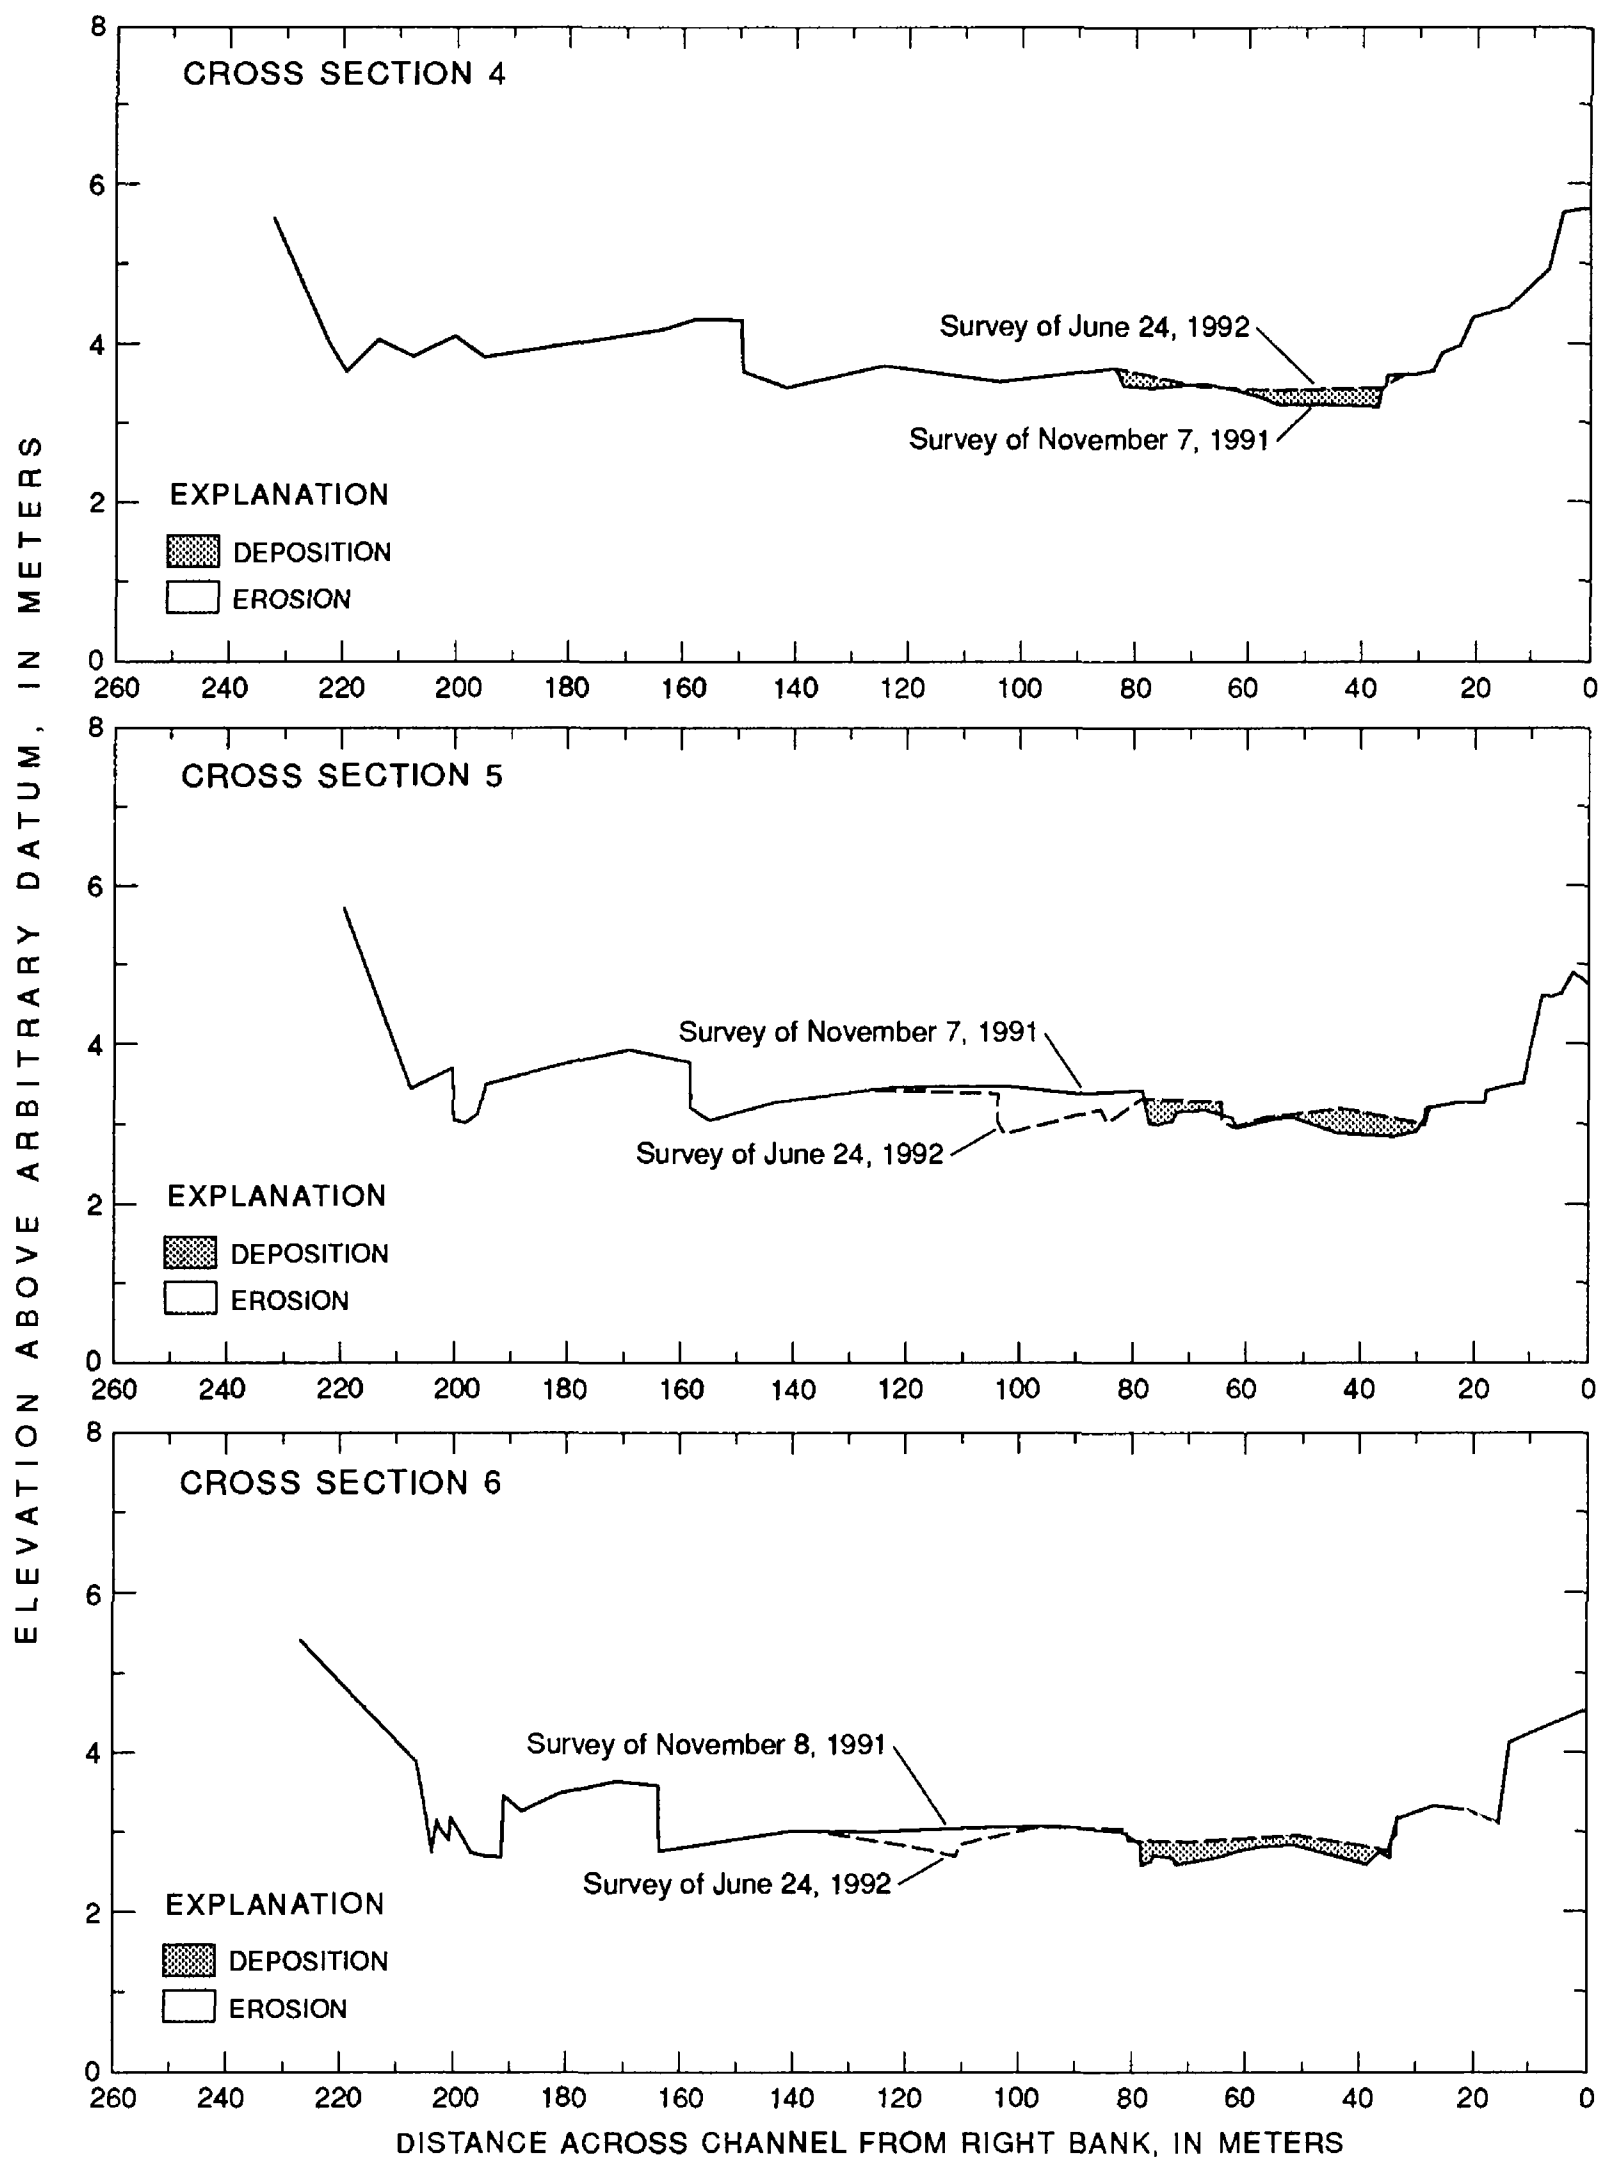 ELEVATION ABOVE ARBITRARY DATUM, IN METERS
CROSS SECTION 4
8
6
4
2
0
Survey of June 24, 1992
Survey of November 7, 1991
EXPLANATION
DEPOSITION
EROSION
260 240 220 200 180 160 140 120 100 80 60 40 20 0
CROSS SECTION 5
8
6
4
2
0
Survey of November 7, 1991
Survey of June 24, 1992
EXPLANATION
DEPOSITION
EROSION
260 240 220 200 180 160 140 120 100 80 60 40 20 0
CROSS SECTION 6
8
6
4
2
0
Survey of November 8, 1991
Survey of June 24, 1992
EXPLANATION
DEPOSITION
EROSION
260 240 220 200 180 160 140 120 100 80 60 40 20 0
DISTANCE ACROSS CHANNEL FROM RIGHT BANK, IN METERS